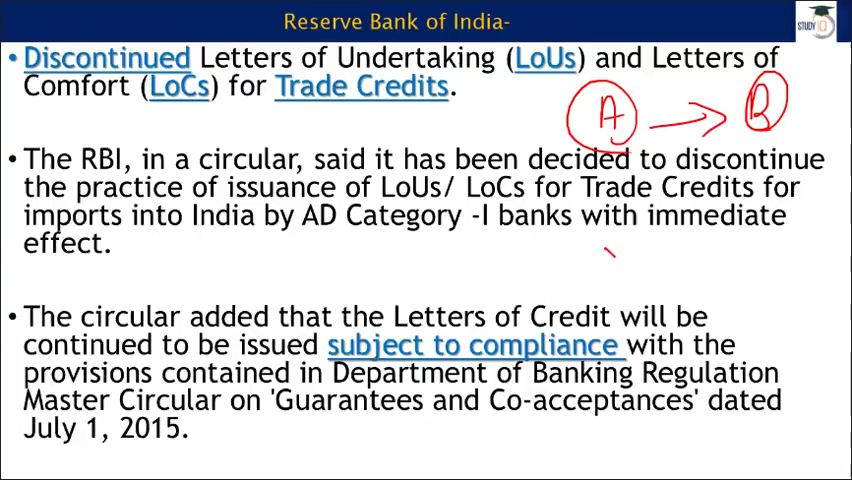 Reserve Bank of India-
STUDY IQ
• Discontinued Letters of Undertaking (LoUs) and Letters of
Comfort (LoCs) for Trade Credits.
A B
• The RBI, in a circular, said it has been decided to discontinue
the practice of issuance of LoUs/ LoCs for Trade Credits for
imports into India by AD Category -I banks with immediate
effect.
• The circular added that the Letters of Credit will be
continued to be issued subject to compliance with the
provisions contained in Department of Banking Regulation
Master Circular on 'Guarantees and Co-acceptances' dated
July 1, 2015.